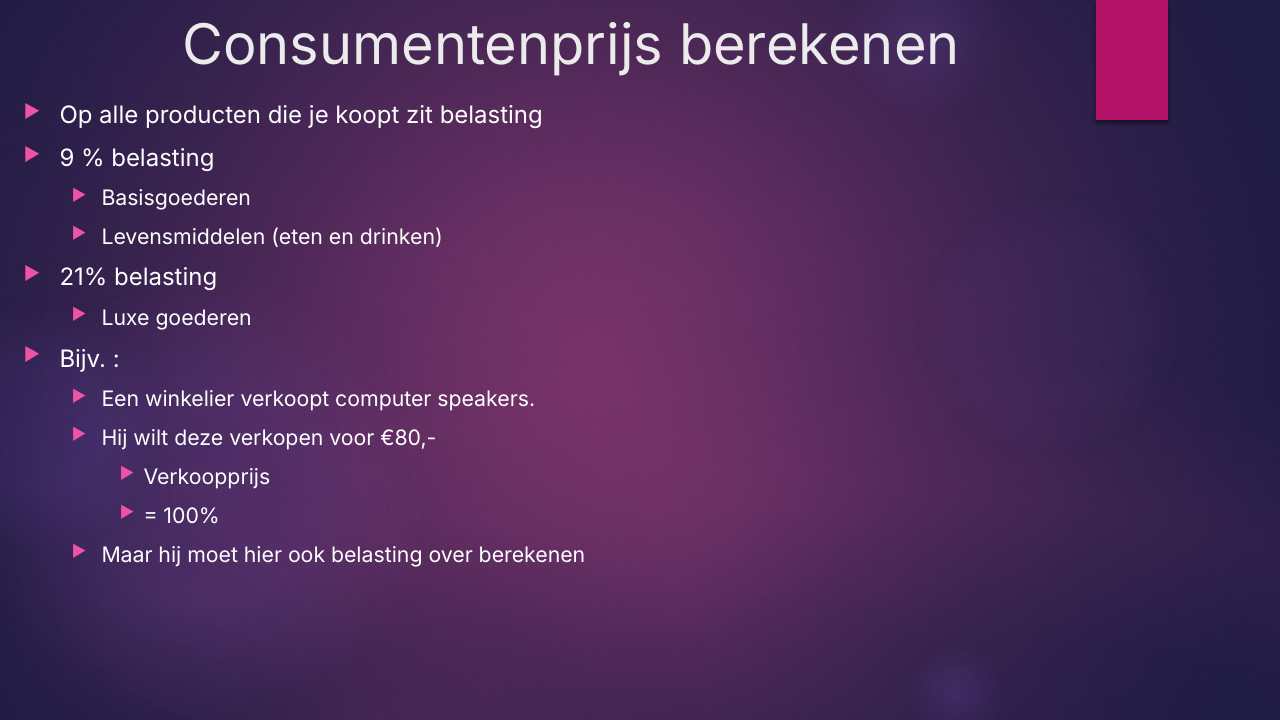 Consumentenprijs berekenen
Op alle producten die je koopt zit belasting
9 % belasting
Basisgoederen
Levensmiddelen (eten en drinken)
21% belasting
Luxe goederen
Bijv. :
Een winkelier verkoopt computer speakers.
Hij wilt deze verkopen voor €80,-
Verkoopprijs
= 100%
Maar hij moet hier ook belasting over berekenen